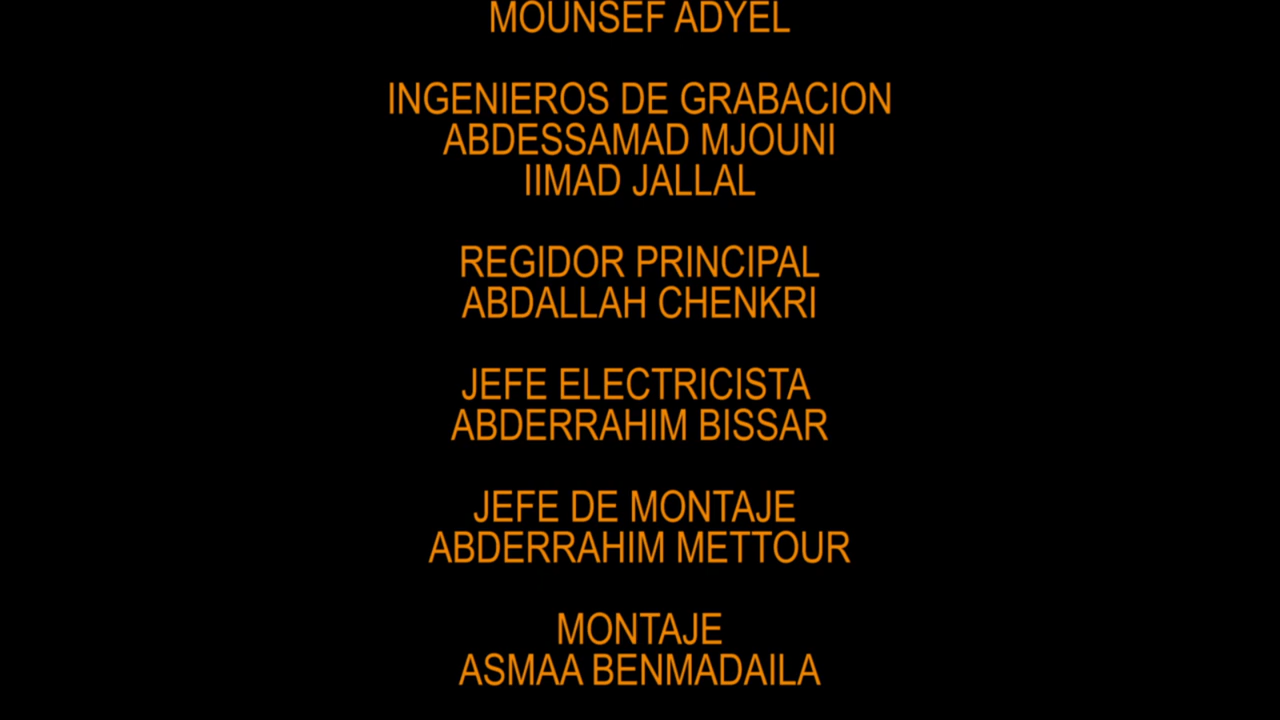 MOUNSEF ADYEL
INGENIEROS DE GRABACION
ABDESSAMAD MJOUNI
IIMAD JALLAL
REGIDOR PRINCIPAL
ABDALLAH CHENKRI
JEFE ELECTRICISTA
ABDERRAHIM BISSAR
JEFE DE MONTAJE
ABDERRAHIM METTOUR
MONTAJE
ASMAA BENMADAILA